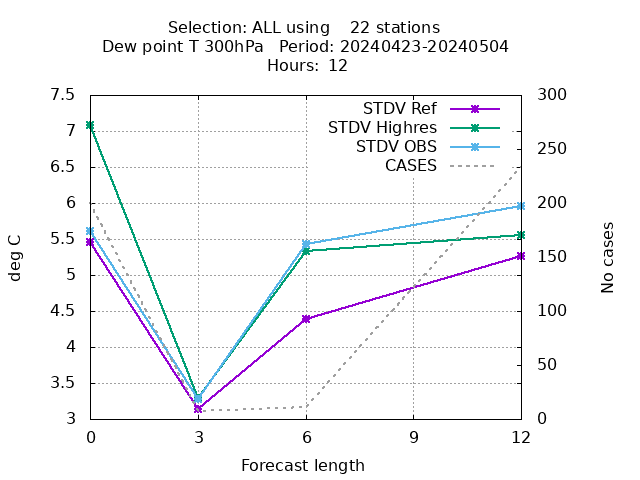 Selection: ALL using    22 stations
Dew point T 300hPa   Period: 20240423-20240504
Hours:  12
7.5
7
6.5
6
5.5
5
4.5
4
3.5
3
300
250
200
150
100
50
0
0
3
6
9
12
deg C
No cases
Forecast length
STDV Ref
STDV Highres
STDV OBS
CASES